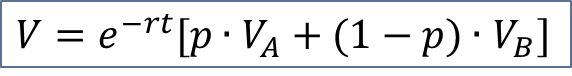 V = e^{-rt}[p · V_A + (1 − p) · V_B]